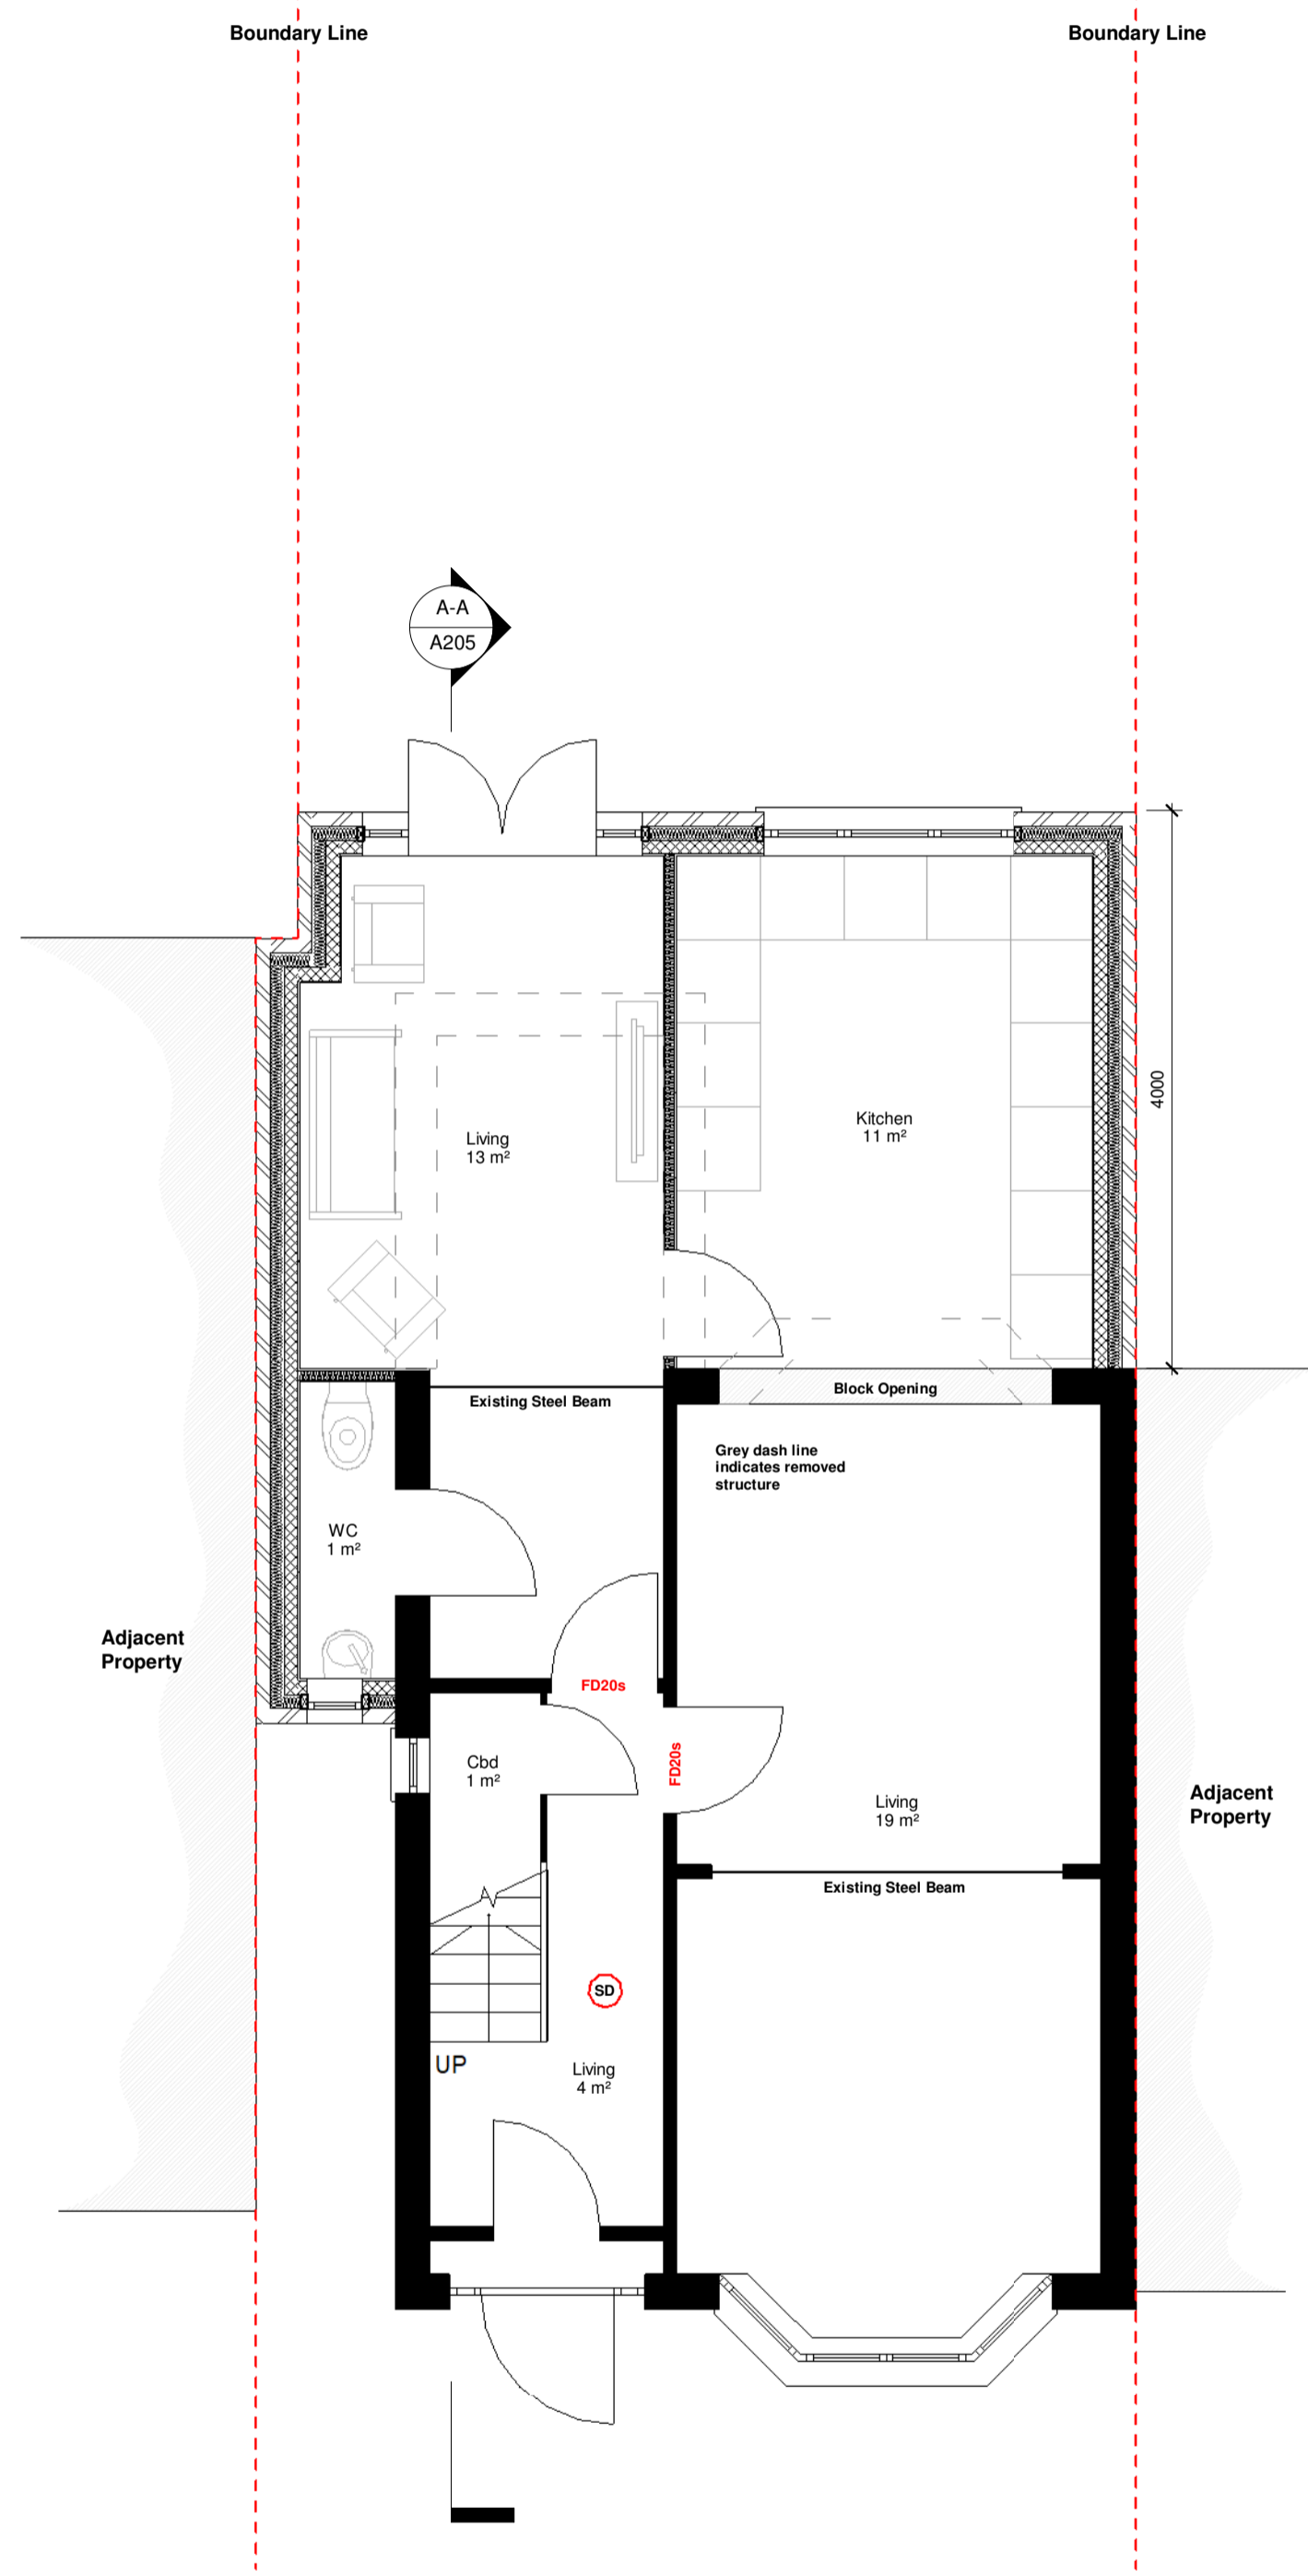 Boundary Line
Boundary Line
A-A
A205
Living
13 m²
Kitchen
11 m²
4000
Existing Steel Beam
Block Opening
Grey dash line
indicates removed
structure
WC
1 m²
Adjacent
Property
FD20s
FD20s
Cbd
1 m²
Living
19 m²
Adjacent
Property
Existing Steel Beam
SD
UP
Living
4 m²